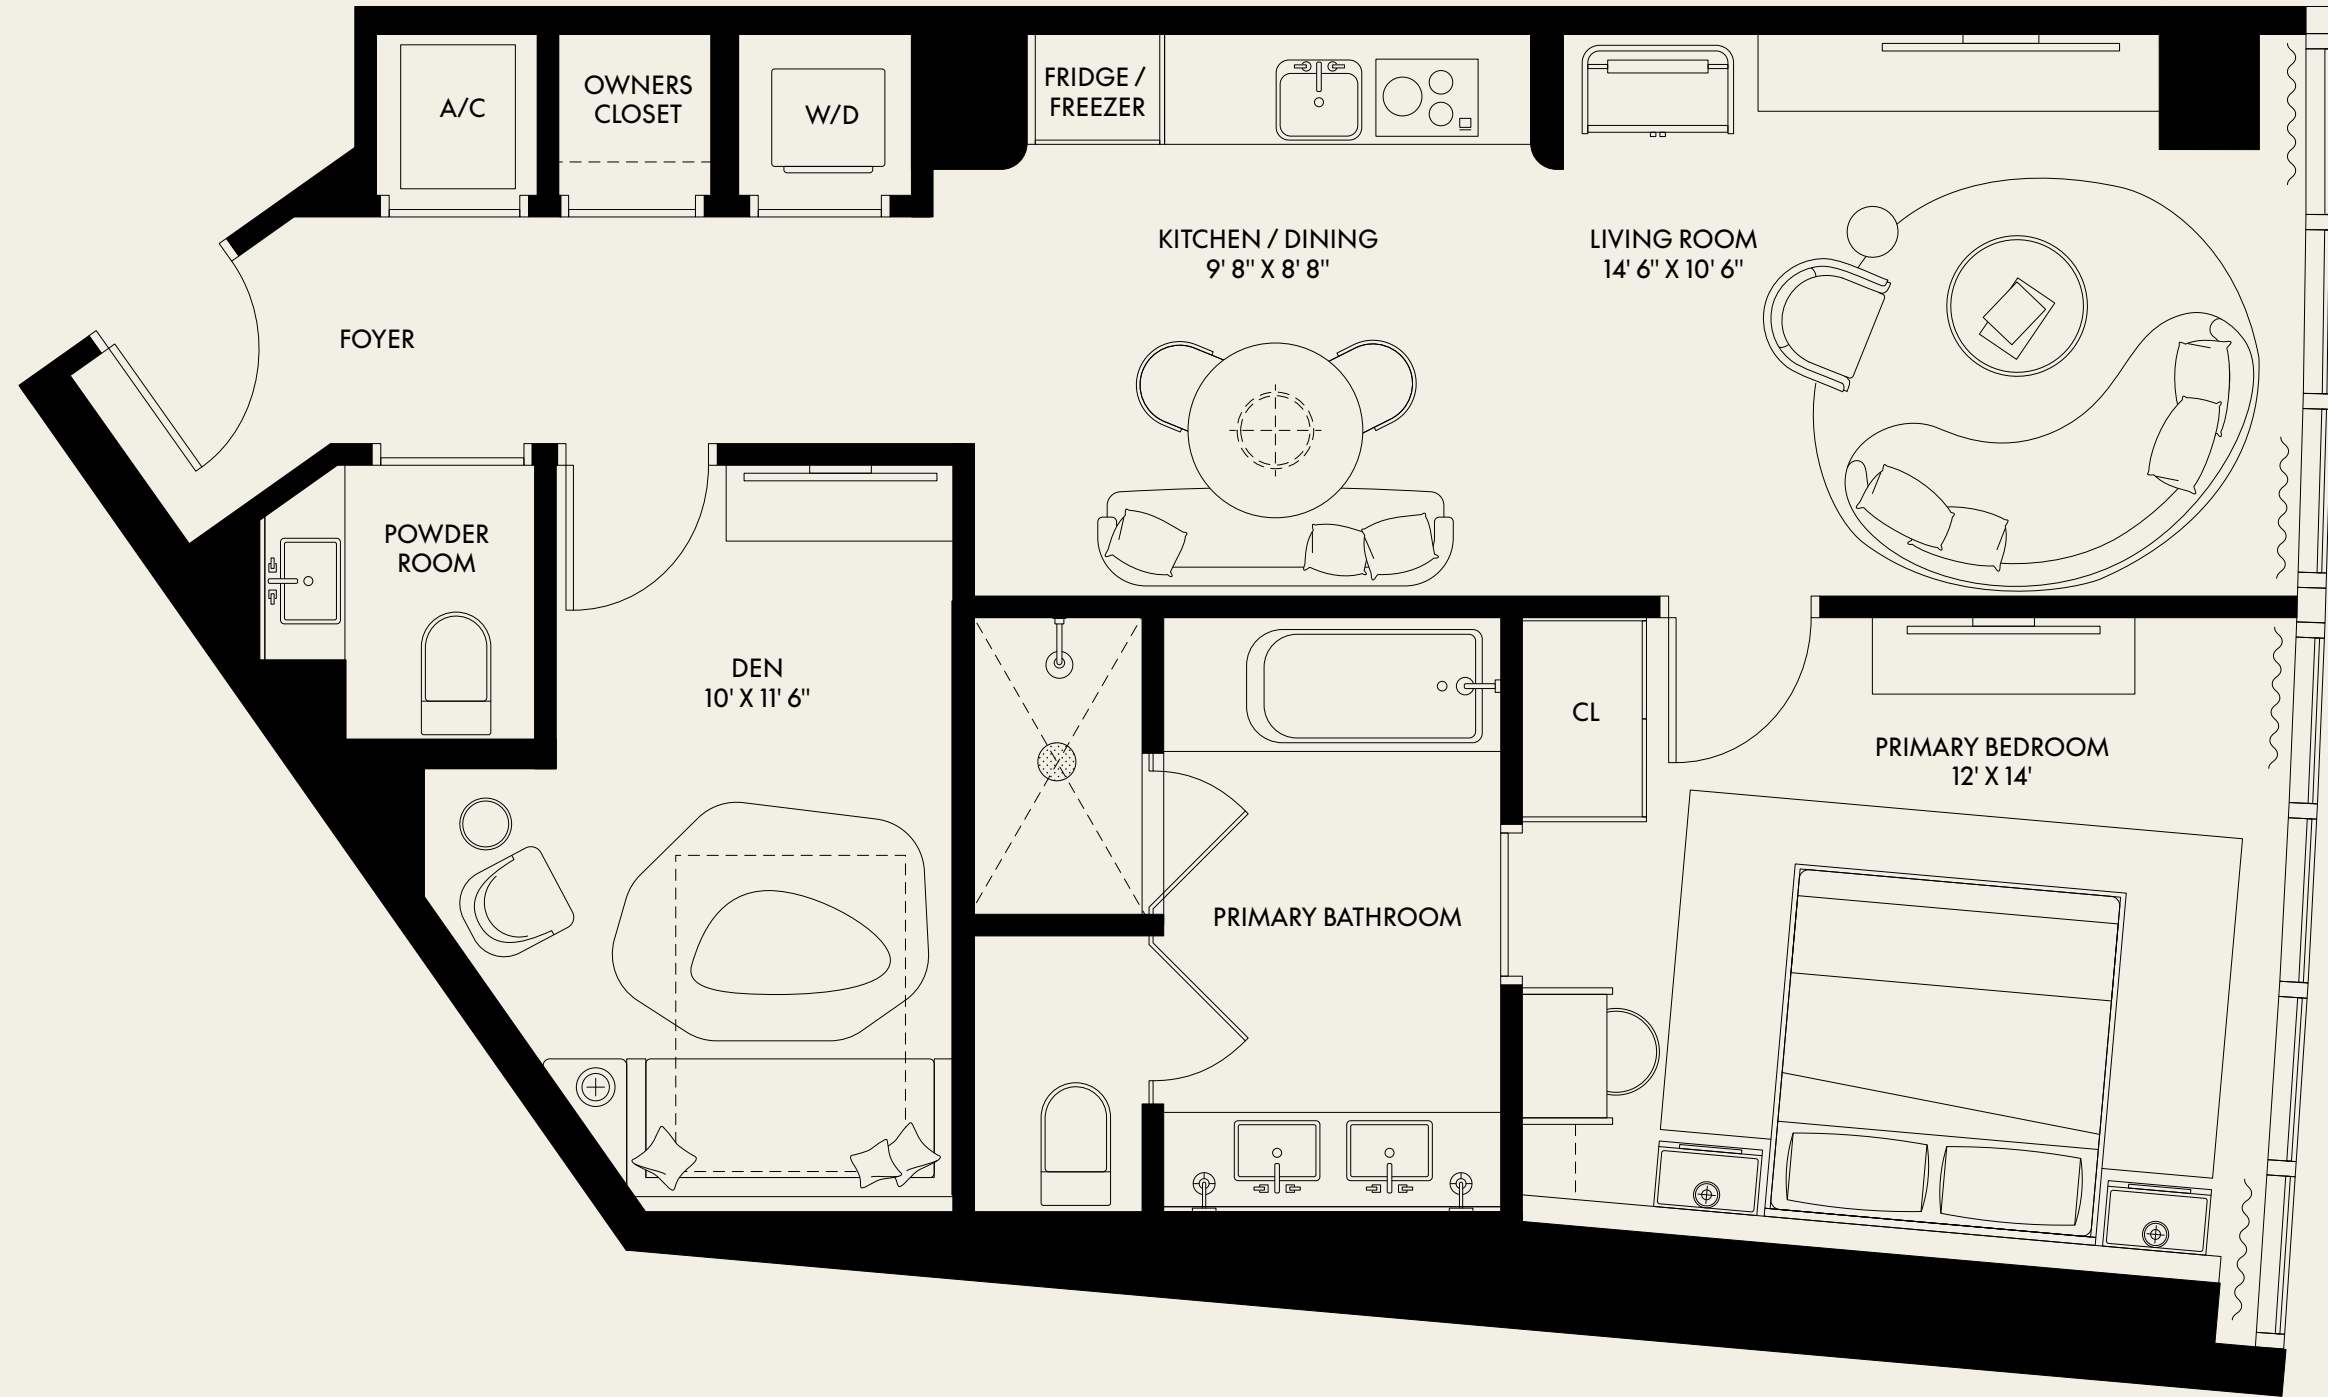 A/C
OWNERS
CLOSET
W/D
FRIDGE /
FREEZER
KITCHEN / DINING
9' 8" X 8' 8"
LIVING ROOM
14' 6" X 10' 6"
FOYER
POWDER
ROOM
DEN
10' X 11' 6"
CL
PRIMARY BEDROOM
12' X 14'
PRIMARY BATHROOM